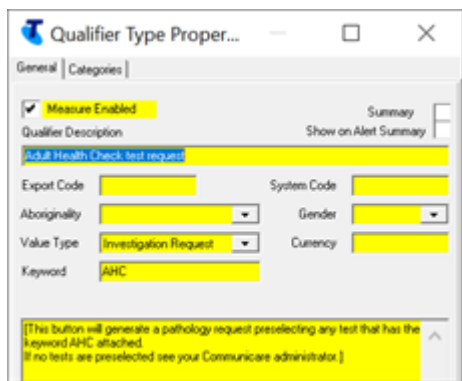 Qualifier Type Proper...
General Categories
Measure Enabled Summary
Qualifier Description Show on Alert Summary
Adult Health Check test request
Export Code System Code
Aboriginality Gender
Value Type Investigation Request Currency
Keyword AHC
[This button will generate a pathology request preselecting any test that has the
keyword AHC attached.
If no tests are preselected see your Communicare administrator.]